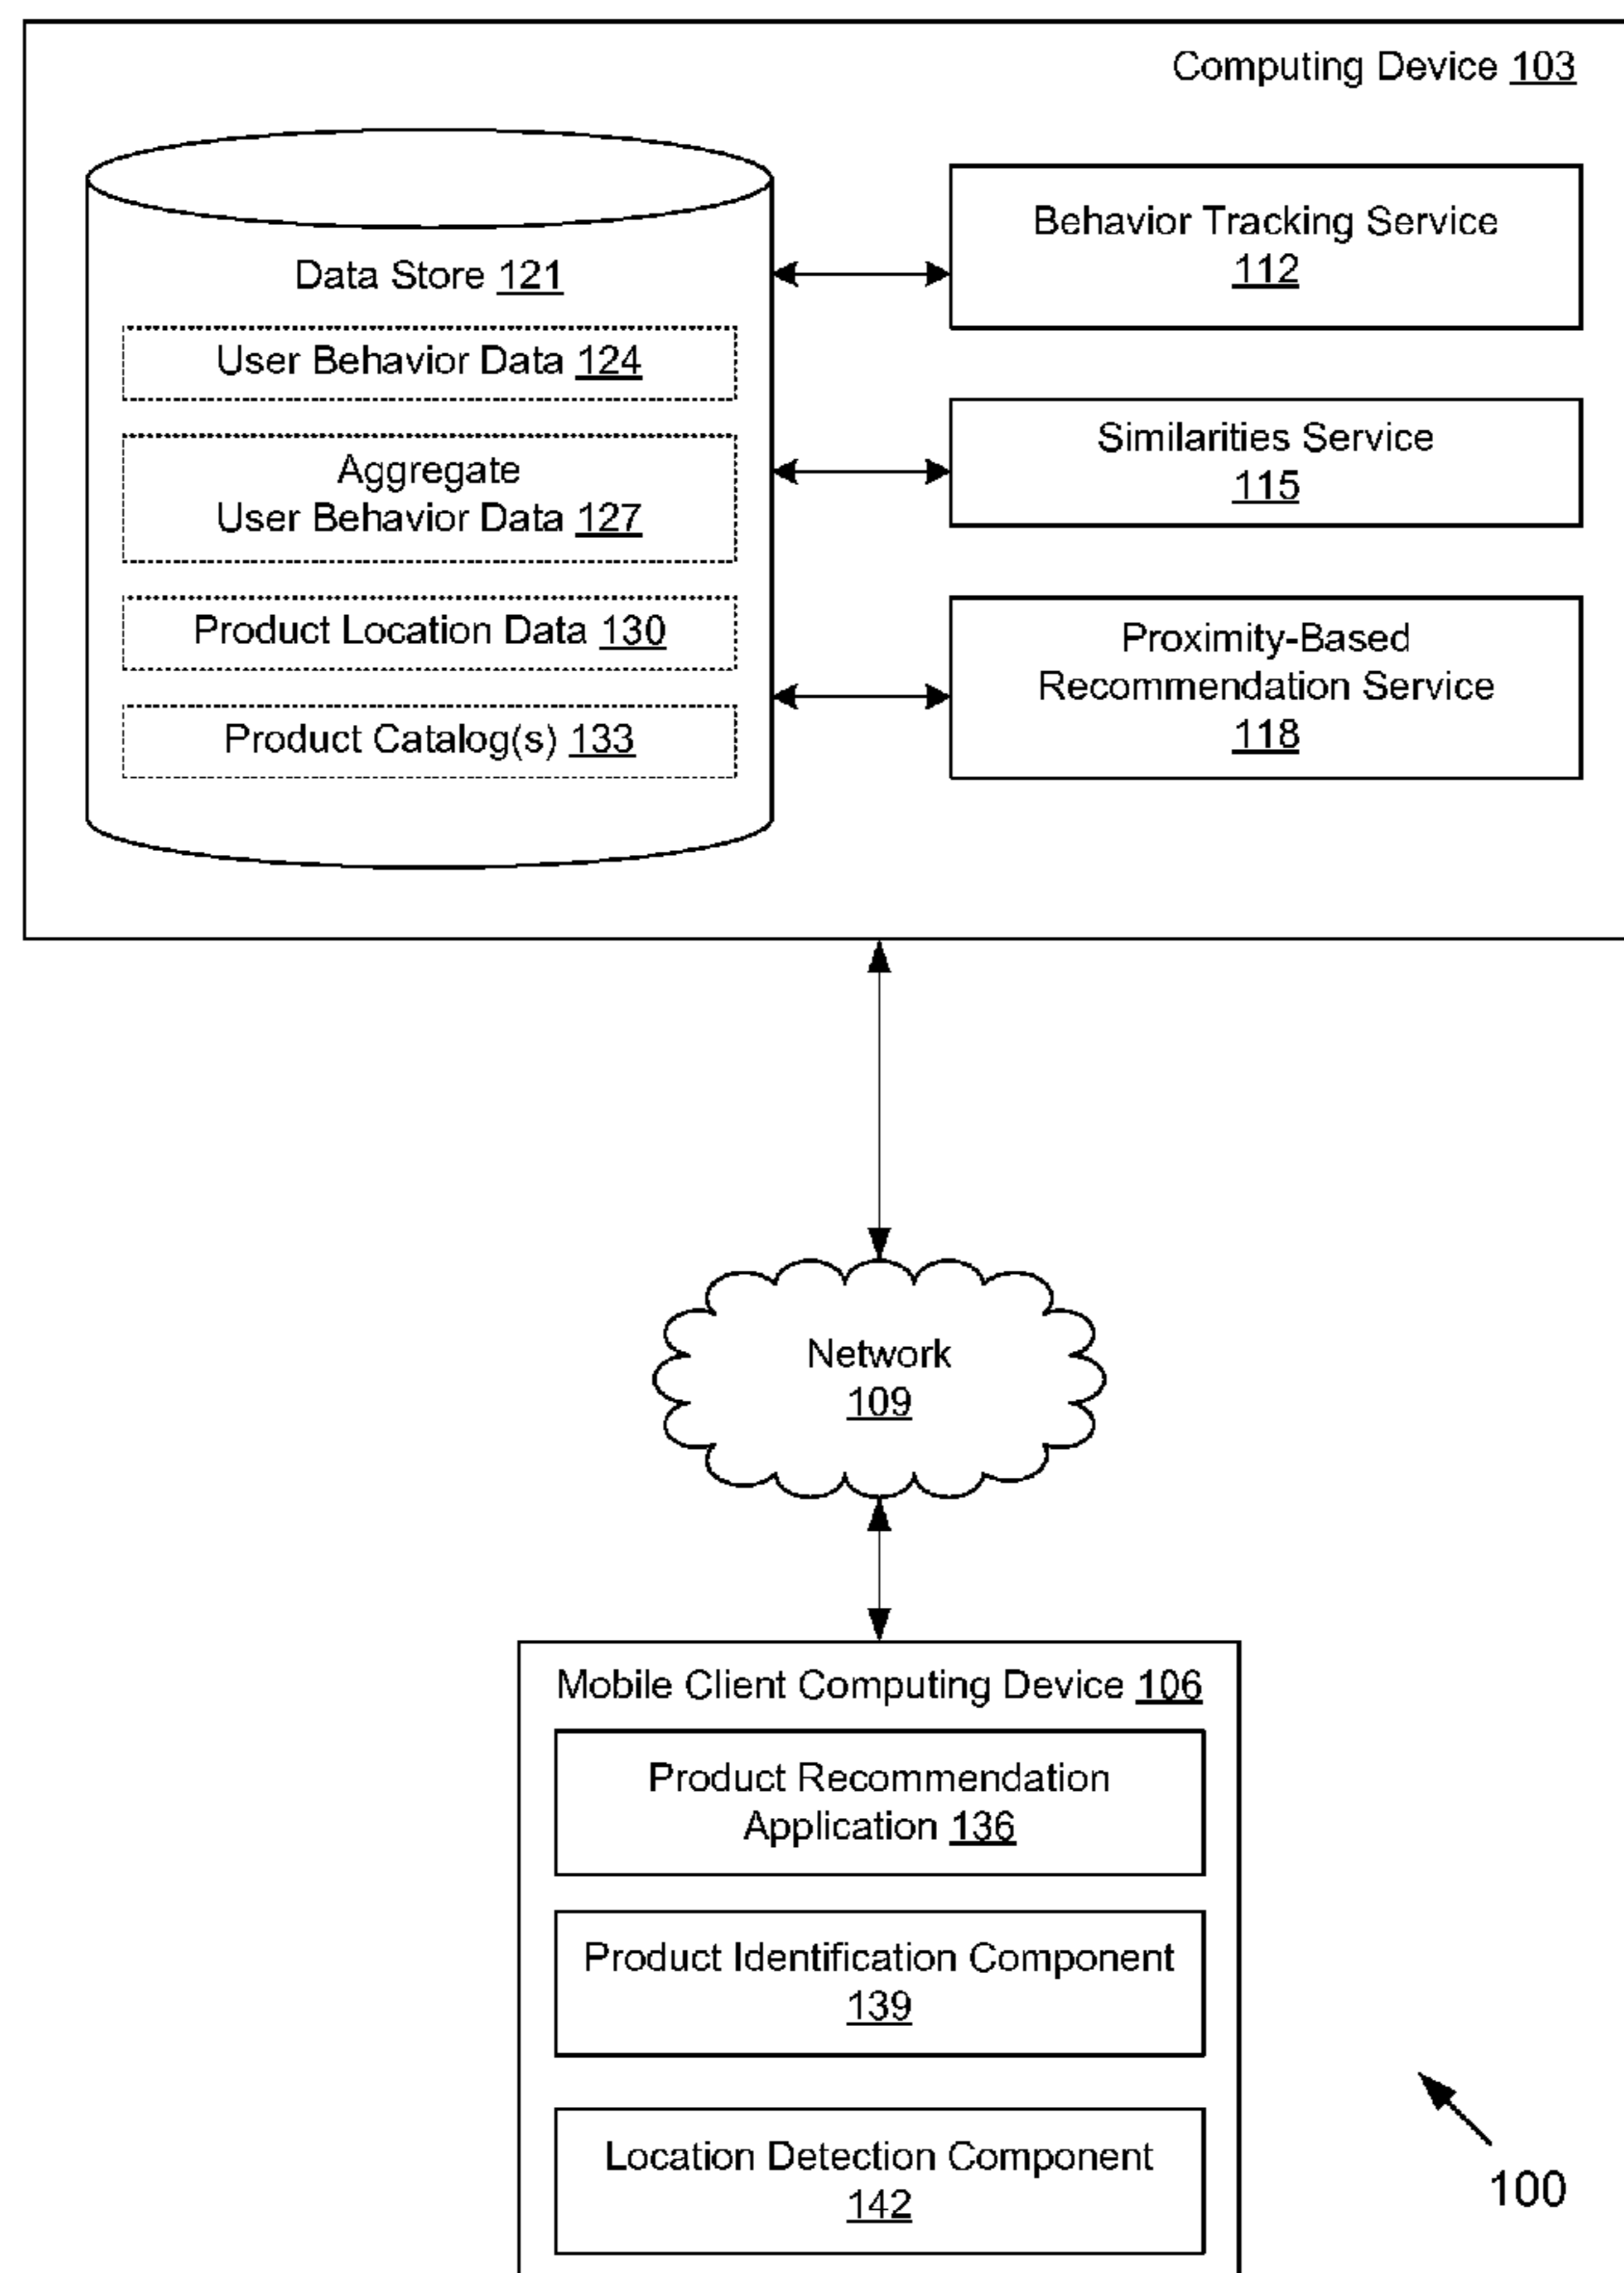 Computing Device 103
Data Store 121
User Behavior Data 124
Aggregate
User Behavior Data 127
Product Location Data 130
Product Catalog(s) 133
Behavior Tracking Service
112
Similarities Service
115
Proximity-Based
Recommendation Service
118
Network
109
Mobile Client Computing Device 106
Product Recommendation
Application 136
Product Identification Component
139
Location Detection Component
142
100